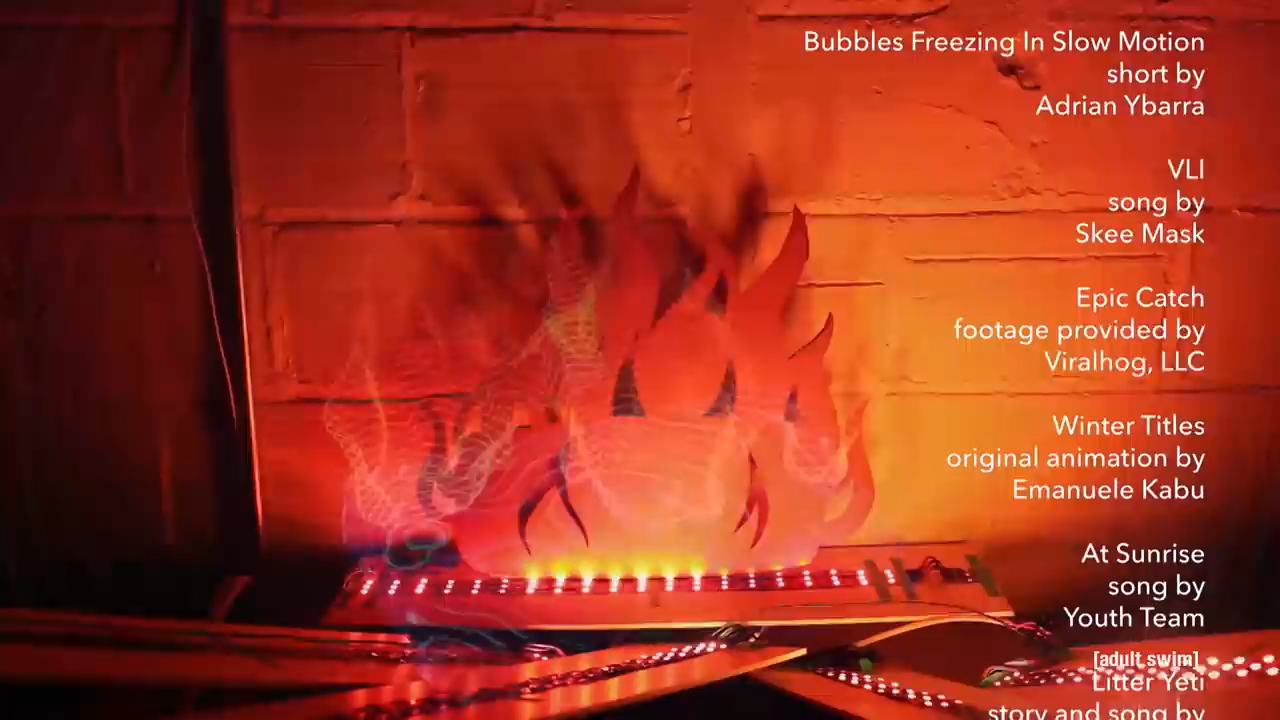 Bubbles Freezing In Slow Motion
short by
Adrian Ybarra
VLI
song by
Skee Mask
Epic Catch
footage provided by
Viralhog, LLC
Winter Titles
original animation by
Emanuele Kabu
At Sunrise
song by
Youth Team
[adult swim]
Litter Yeti
story and song by